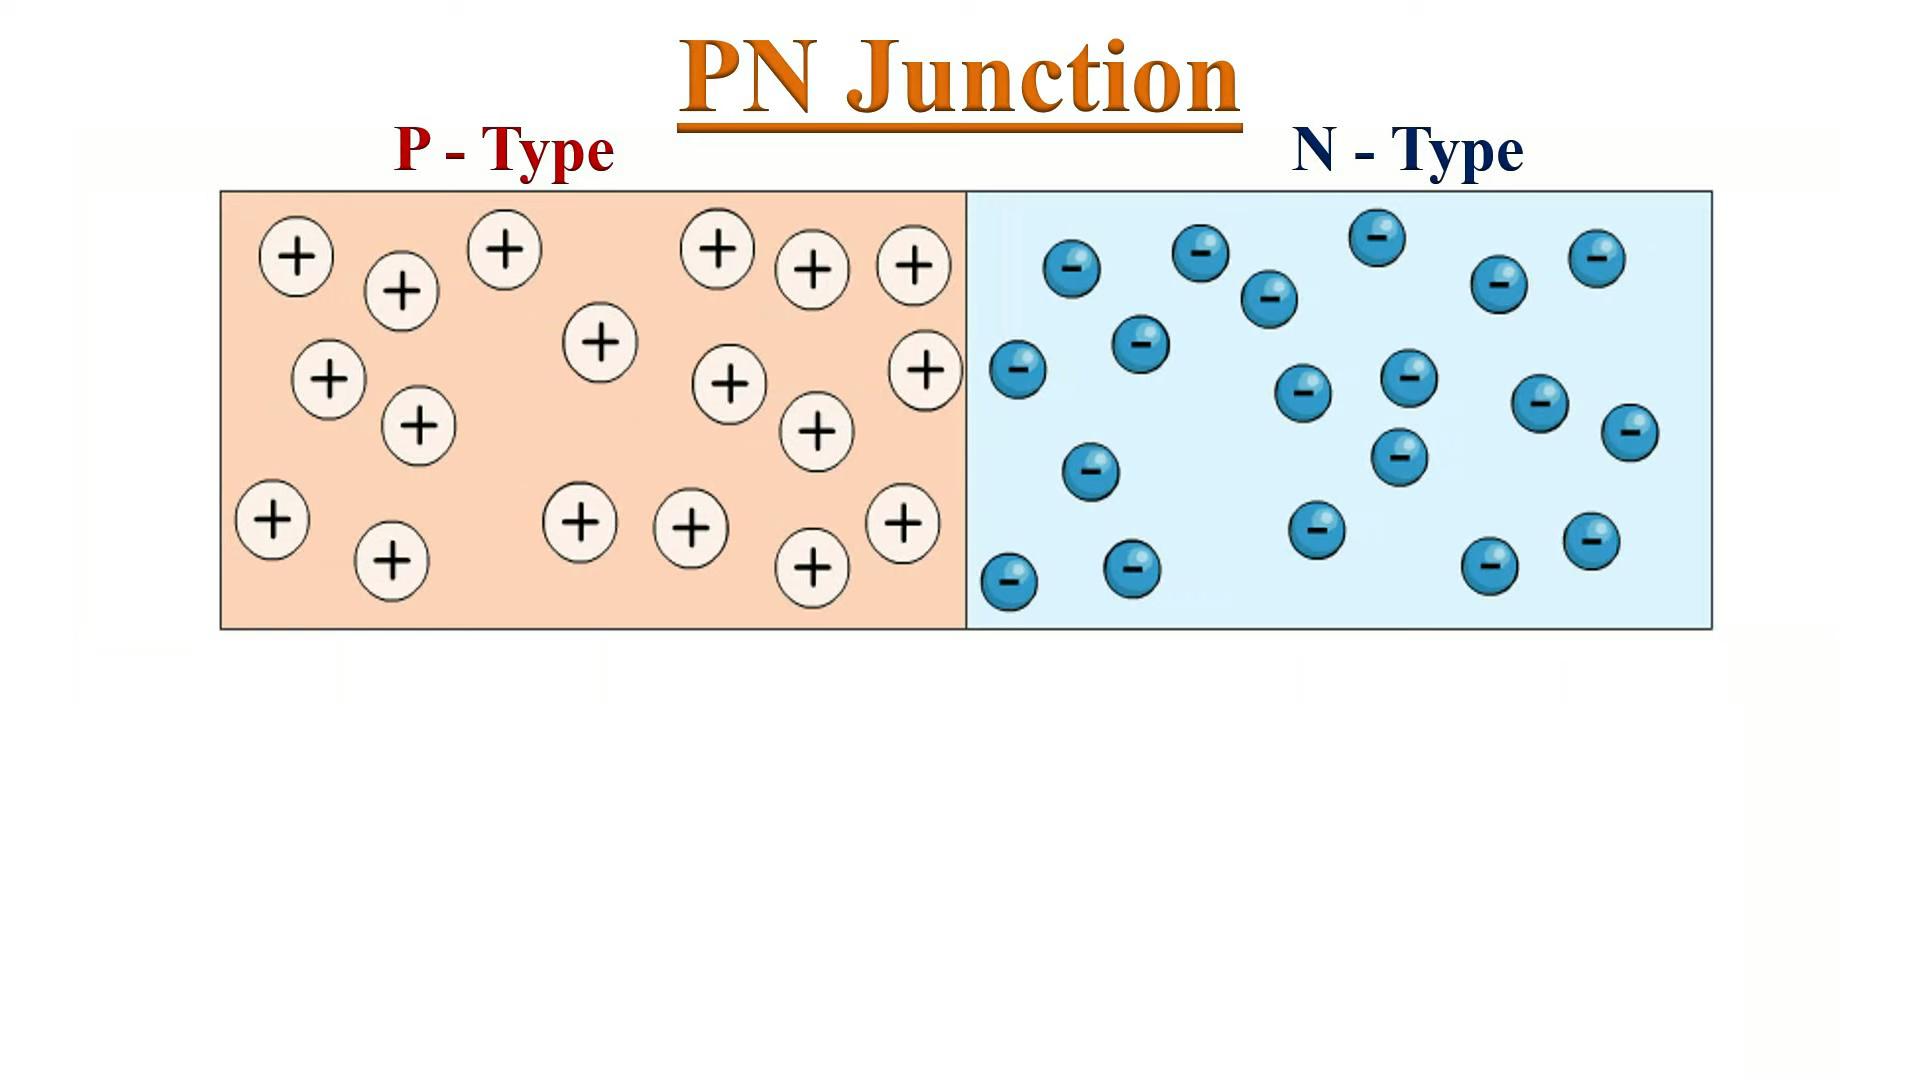 PN Junction
P - Type
N - Type
+ + + + + +
+ + + + + +
+ + + + + +
- - - - - -
- - - - - -
- - - - - -